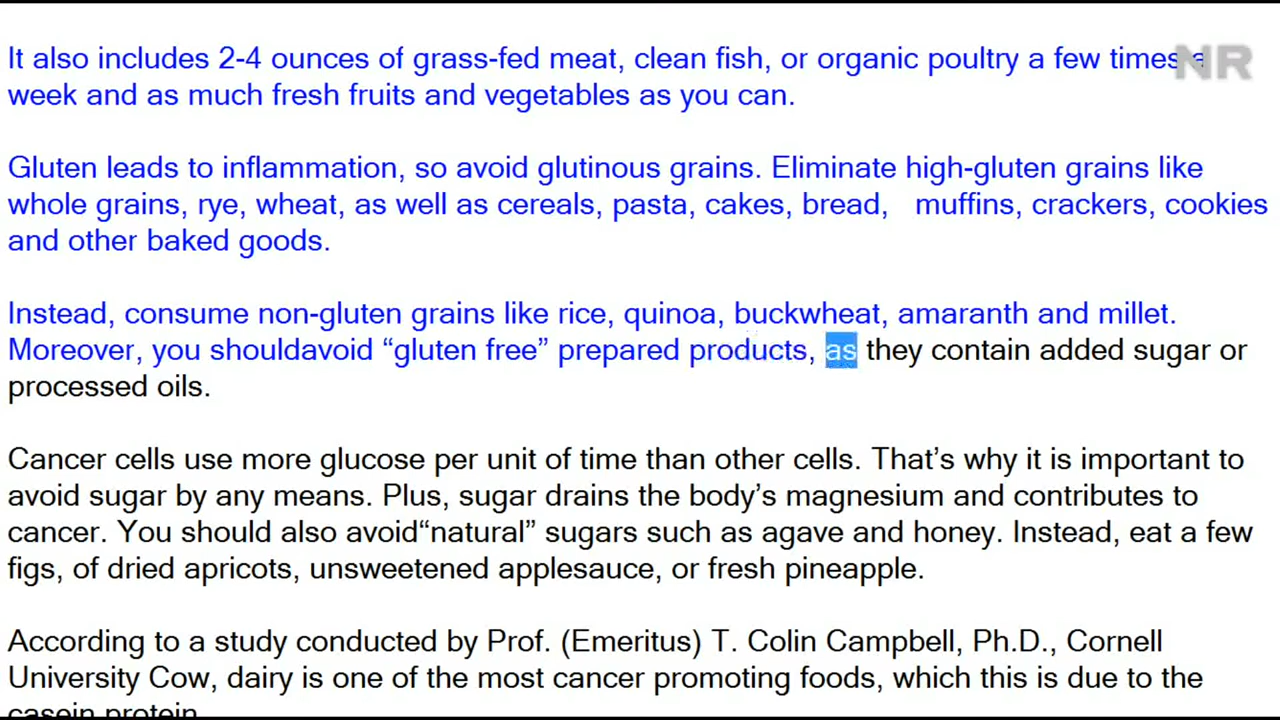 It also includes 2-4 ounces of grass-fed meat, clean fish, or organic poultry a few times a
NR
week and as much fresh fruits and vegetables as you can.
Gluten leads to inflammation, so avoid glutinous grains. Eliminate high-gluten grains like
whole grains, rye, wheat, as well as cereals, pasta, cakes, bread, muffins, crackers, cookies
and other baked goods.
Instead, consume non-gluten grains like rice, quinoa, buckwheat, amaranth and millet.
Moreover, you shouldavoid “gluten free” prepared products, as they contain added sugar or
processed oils.
Cancer cells use more glucose per unit of time than other cells. That’s why it is important to
avoid sugar by any means. Plus, sugar drains the body’s magnesium and contributes to
cancer. You should also avoid“natural” sugars such as agave and honey. Instead, eat a few
figs, of dried apricots, unsweetened applesauce, or fresh pineapple.
According to a study conducted by Prof. (Emeritus) T. Colin Campbell, Ph.D., Cornell
University Cow, dairy is one of the most cancer promoting foods, which this is due to the
casein protein